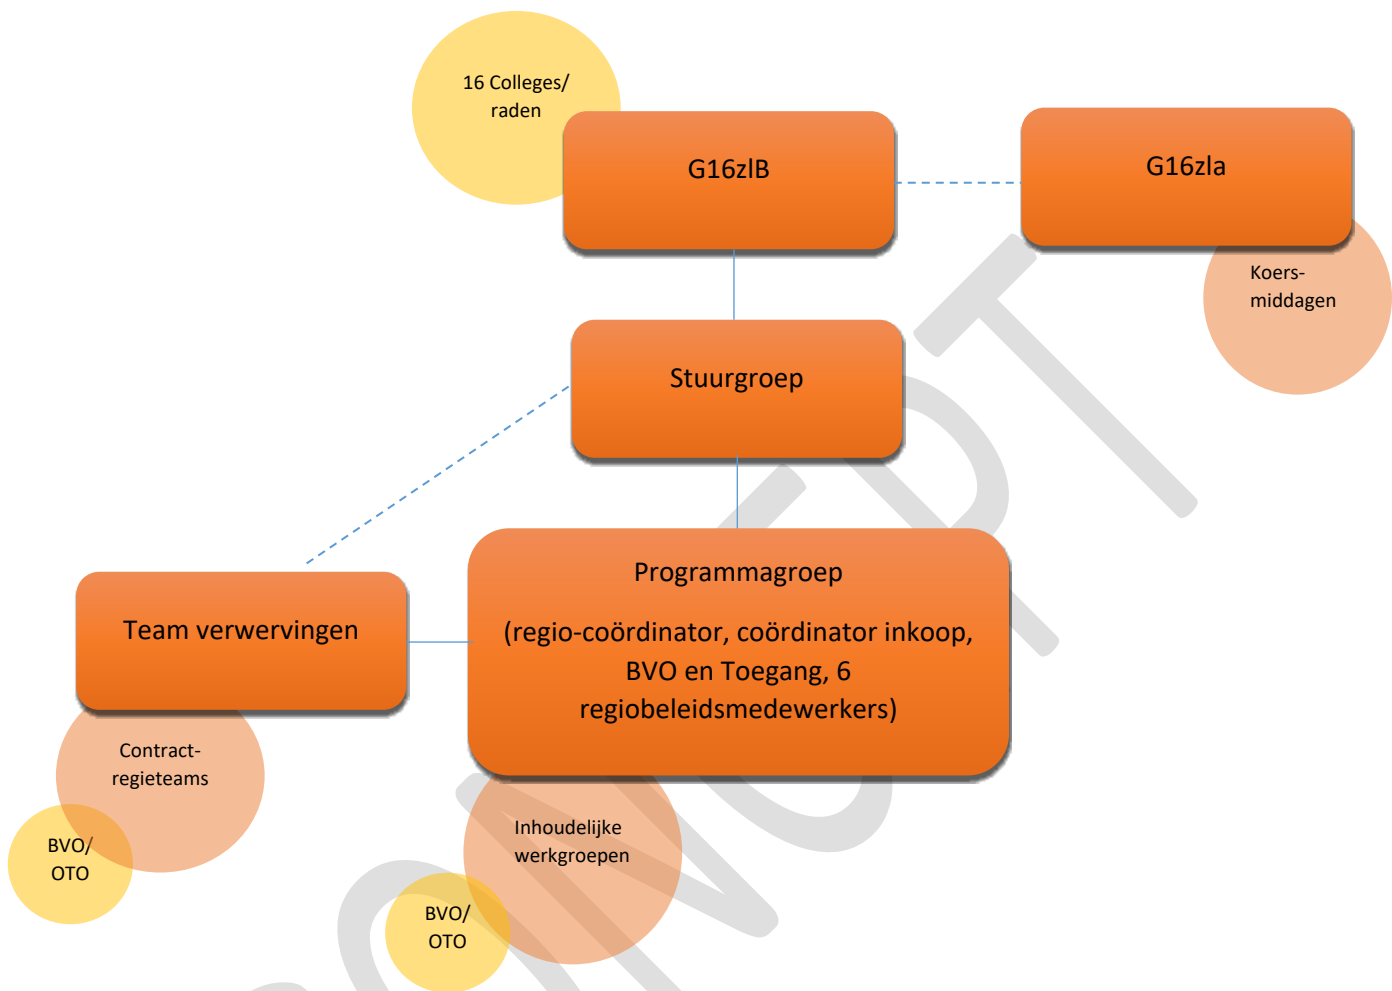 16 Colleges/
raden
G16zlB
G16zla
Koers-
middagen
Stuurgroep
Programmagroep
(regio-coördinator, coördinator inkoop,
BVO en Toegang, 6
regiobeleidsmedewerkers)
Team verwervingen
Contract-
regieteams
BVO/
OTO
Inhoudelijke
werkgroepen
BVO/
OTO
CONCEPT